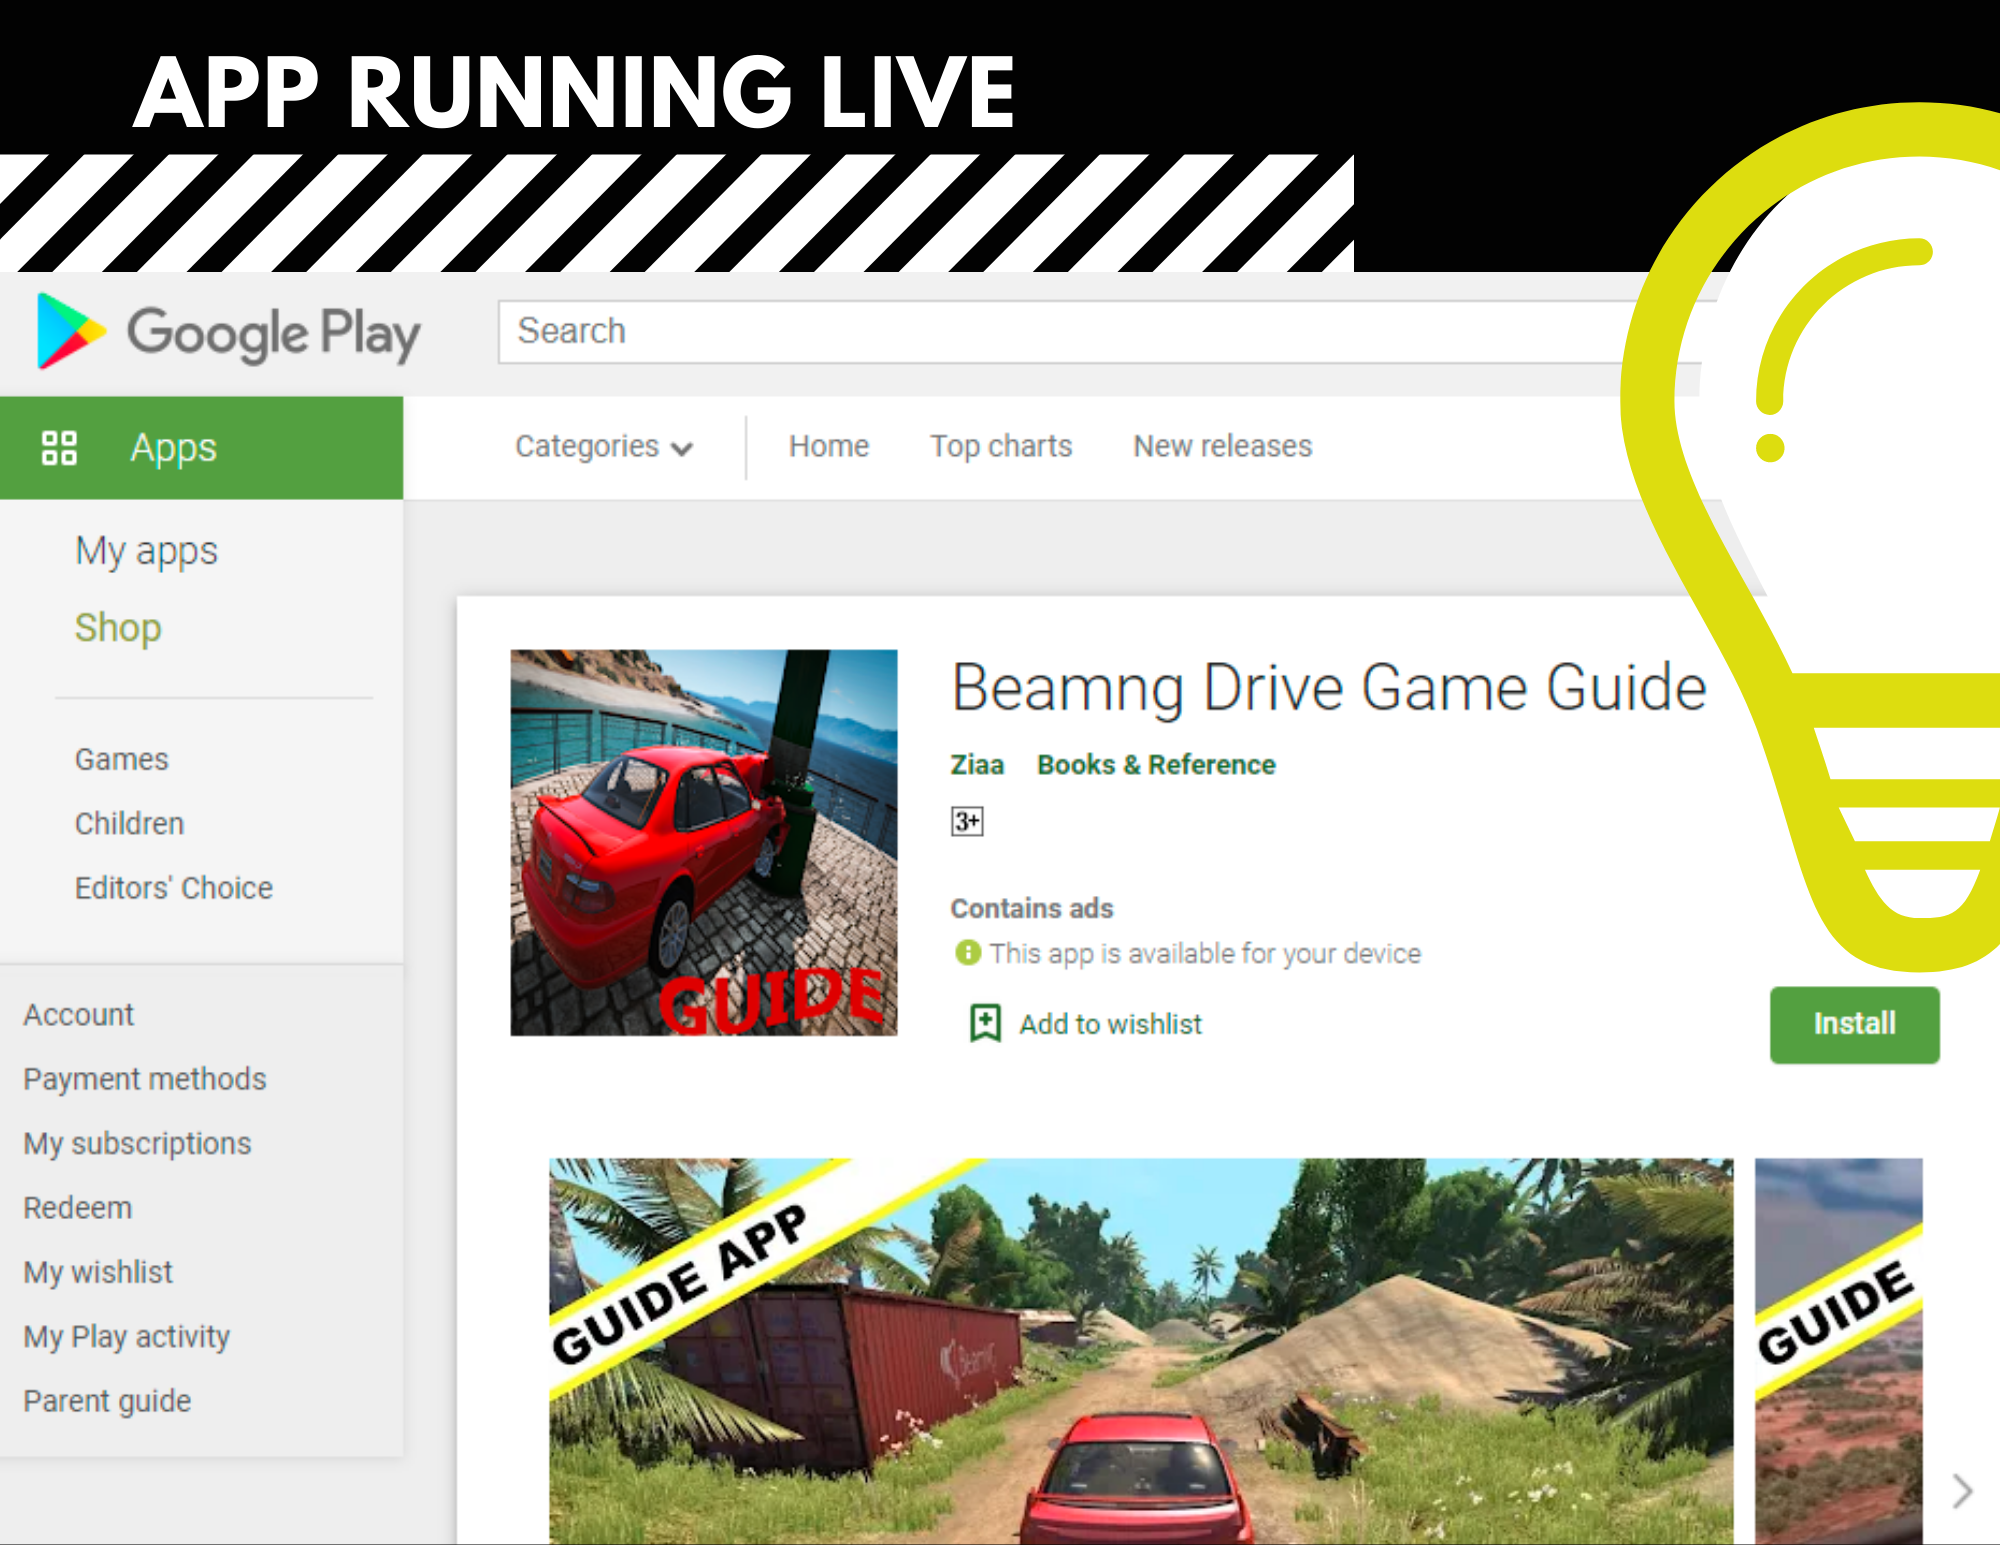 APP RUNNING LIVE
Google Play
Search
Apps
Categories
Home
Top charts
New releases
My apps
Shop
Games
Children
Editors' Choice
Account
Payment methods
My subscriptions
Redeem
My wishlist
My Play activity
Parent guide
GUIDE
Beamng Drive Game Guide
Ziaa Books & Reference
3+
Contains ads
This app is available for your device
Add to wishlist
Install
GUIDE APP
GUIDE